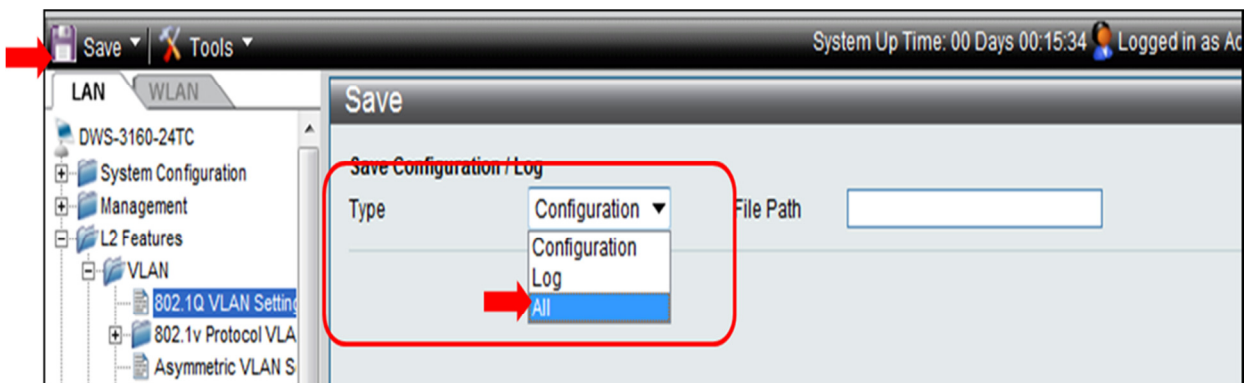 Save Tools System Up Time: 00 Days 00:15:34 Logged in as
LAN WLAN
Save
DWS-3160-24TC
System Configuration
Management
L2 Features
VLAN
802.1Q VLAN Setting
802.1v Protocol VLA
Asymmetric VLAN S
Save Configuration / Log
Type Configuration File Path
Configuration
Log
All